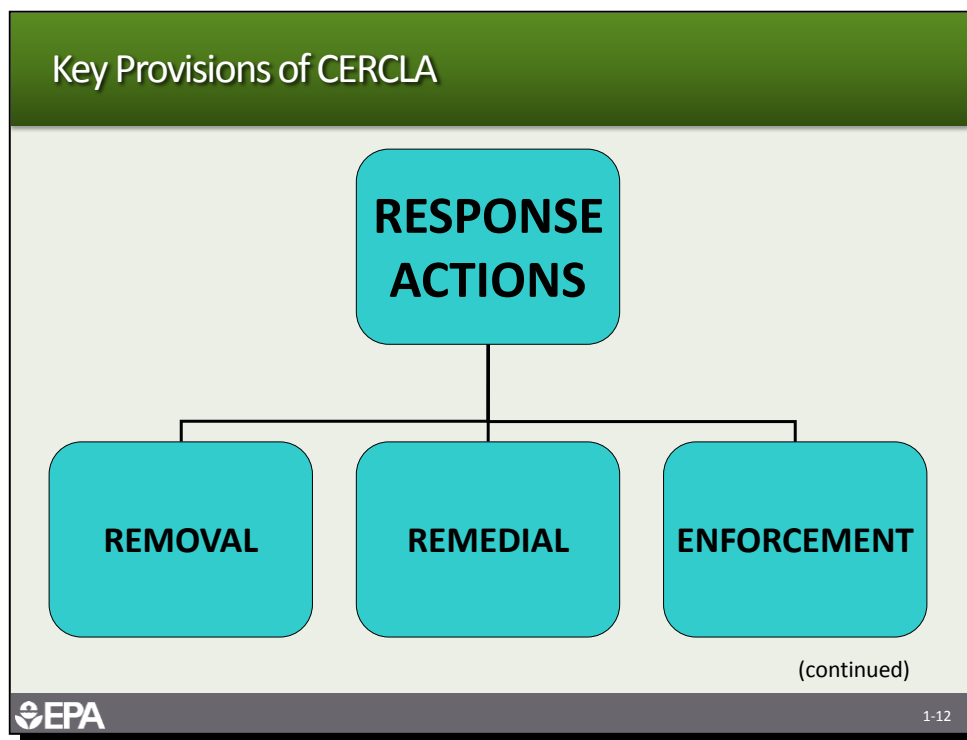 Key Provisions of CERCLA
RESPONSE
ACTIONS
REMOVAL
REMEDIAL
ENFORCEMENT
(continued)
EPA
1-12